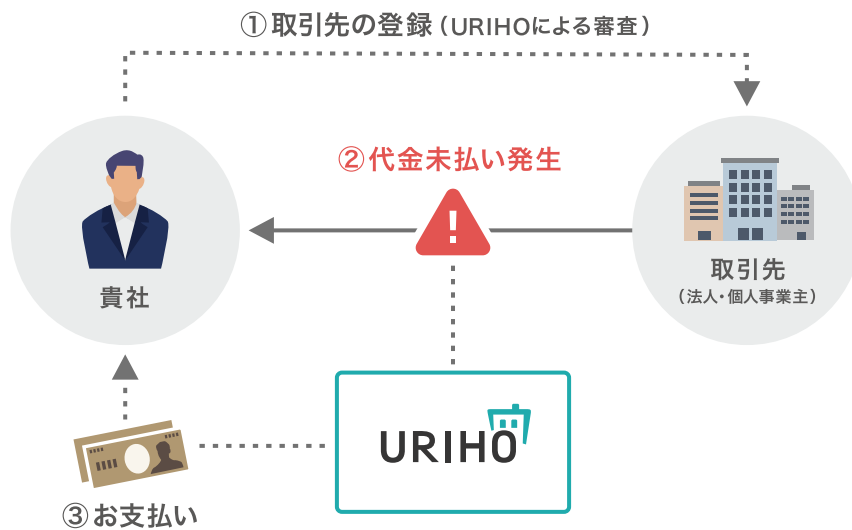 ①取引先の登録（URIHOによる審査）
②代金未払い発生
貴社
取引先
（法人・個人事業主）
URIHO
③お支払い